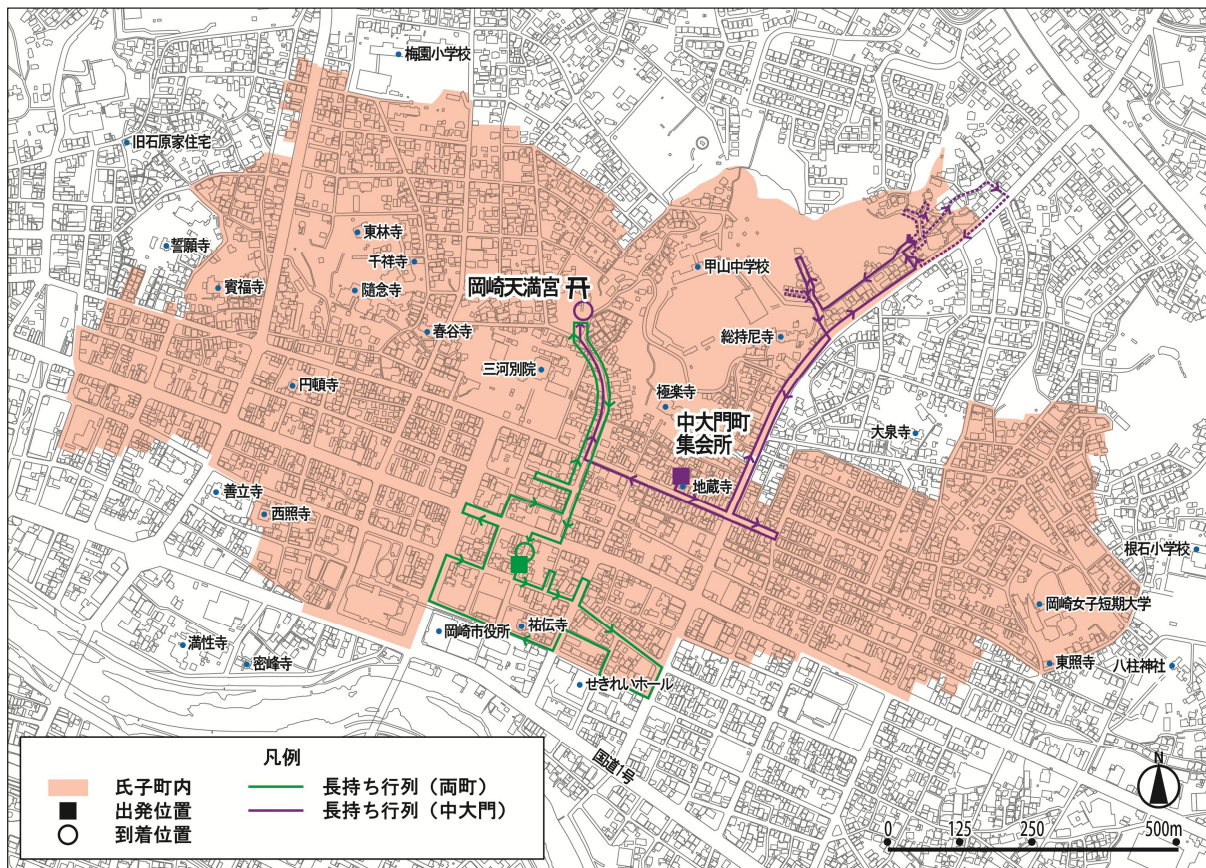 梅園小学校
旧石原家住宅
誓願寺
東林寺
千祥寺
賓福寺
随念寺
岡崎天満宮
甲山中学校
春谷寺
総持尼寺
三河別院
円頓寺
極楽寺
中大門町
集会所
大泉寺
地蔵寺
善立寺
西照寺
根石小学校
岡崎女子短期大学
祐伝寺
岡崎市役所
満性寺
密峰寺
東照寺
八柱神社
せきれいホール
国道1号
凡例
氏子町内
出発位置
到着位置
長持ち行列（両町）
長持ち行列（中大門）
N
0 125 250 500m